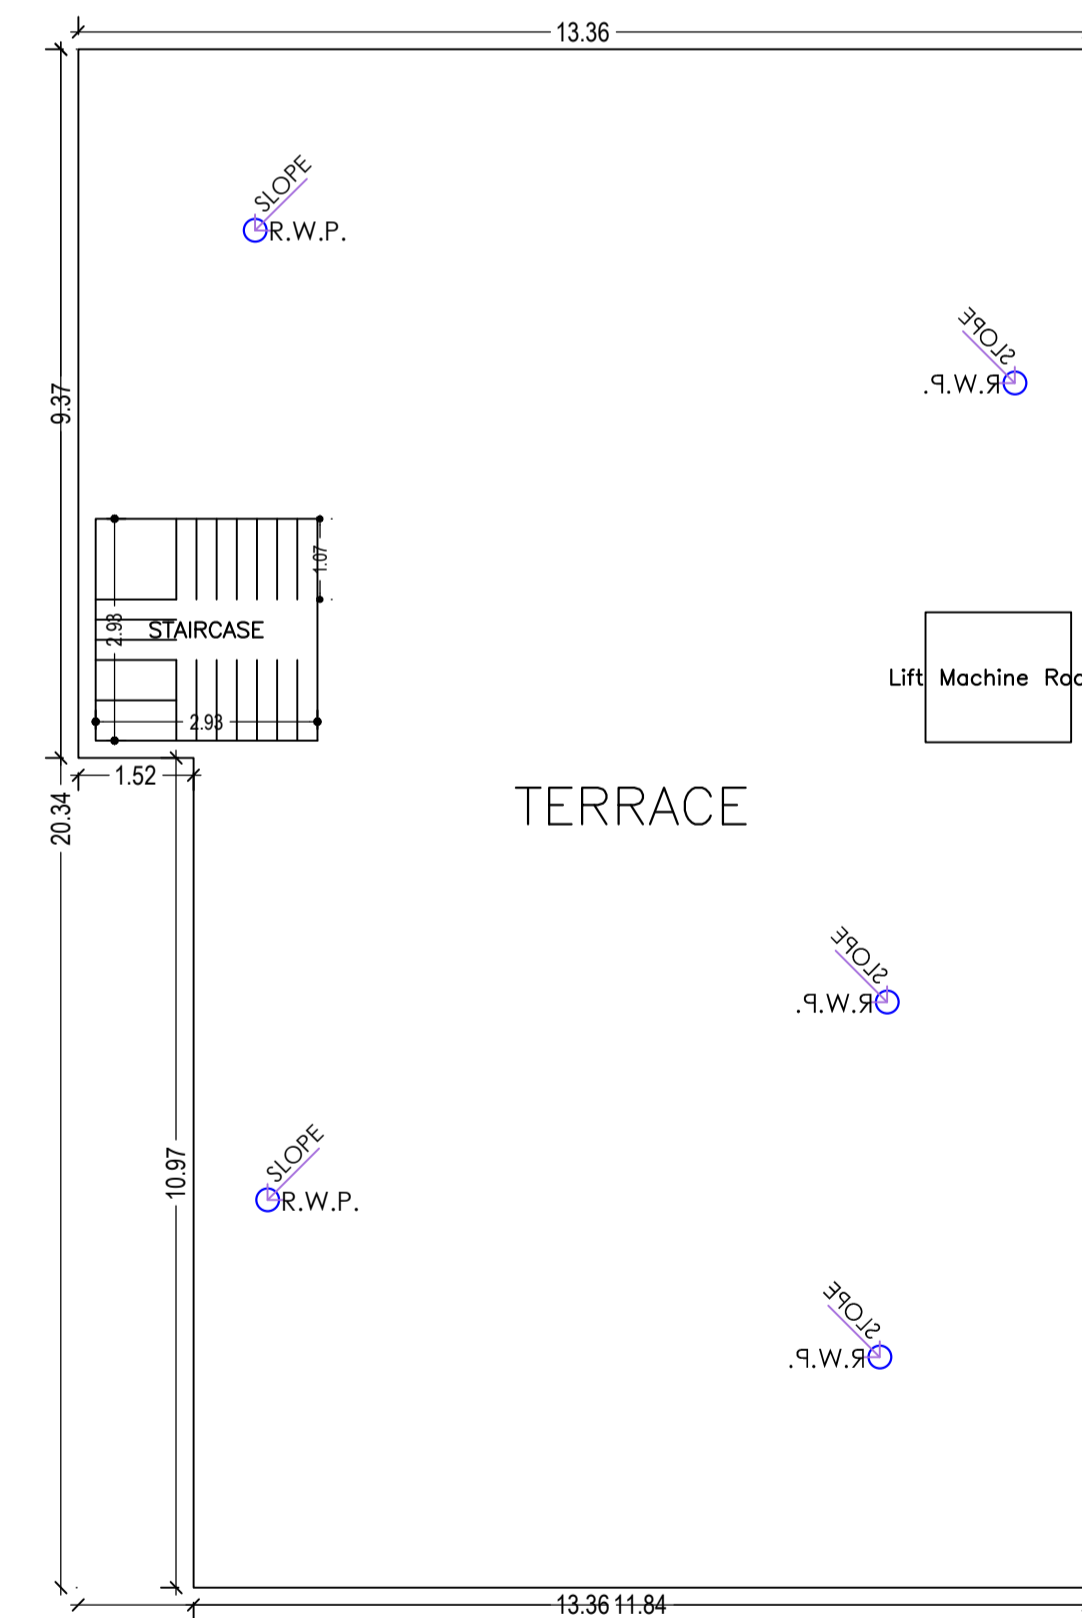 13.36
SLOPE
R.W.P.
SLOPE
R.W.P.
9.37
1.07
2.93
STAIRCASE
2.93
Lift Machine Roo
1.52
TERRACE
20.34
SLOPE
R.W.P.
10.97
SLOPE
R.W.P.
SLOPE
R.W.P.
13.36 11.84